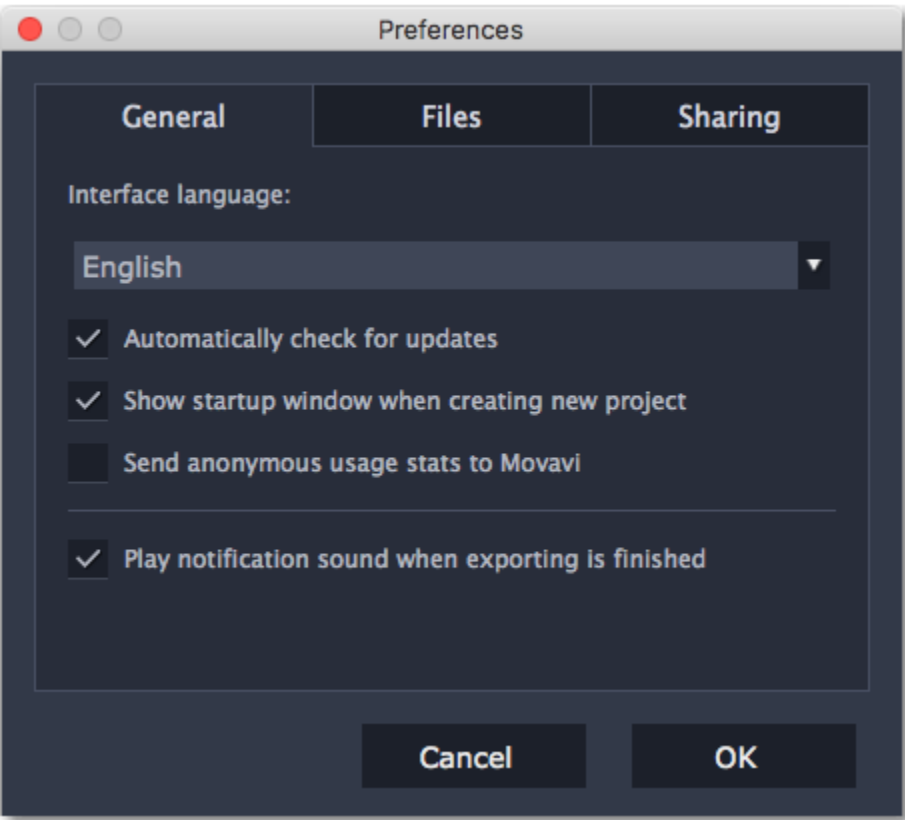 Preferences
General Files Sharing
Interface language:
English
Automatically check for updates
Show startup window when creating new project
Send anonymous usage stats to Movavi
Play notification sound when exporting is finished
Cancel OK